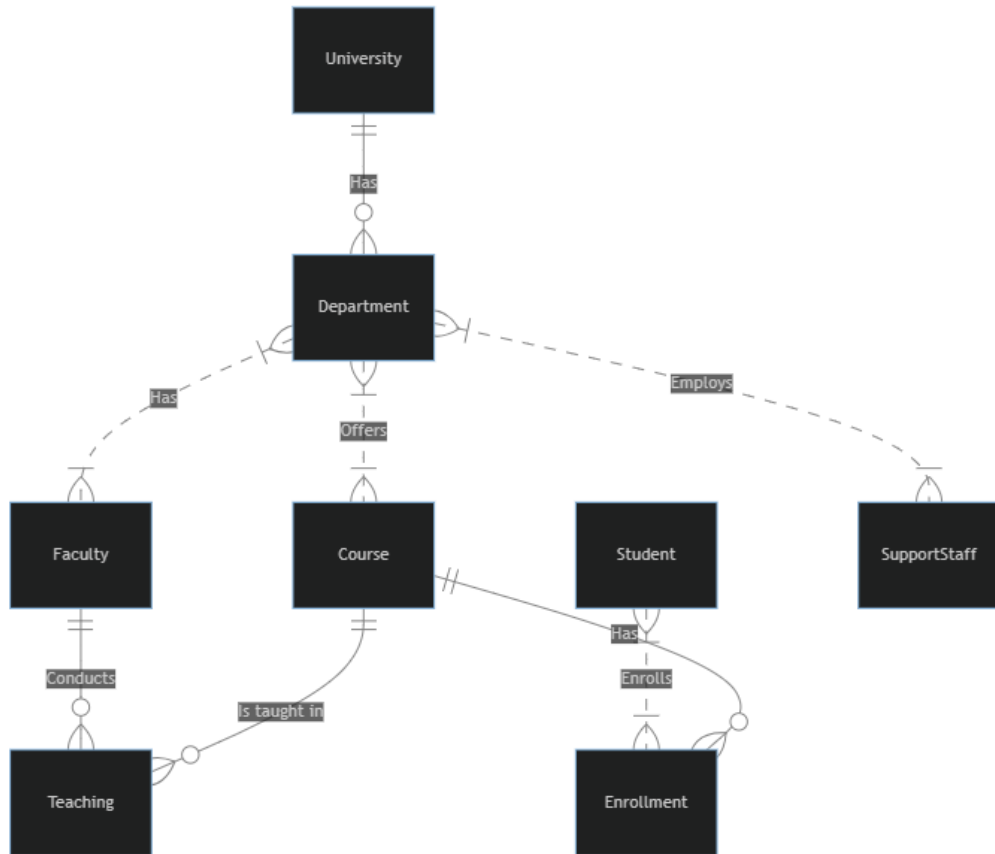 University
Has
Department
Employs
Has
Offers
Faculty
Course
Student
SupportStaff
Has
Conducts
Enrolls
Is taught in
Teaching
Enrollment